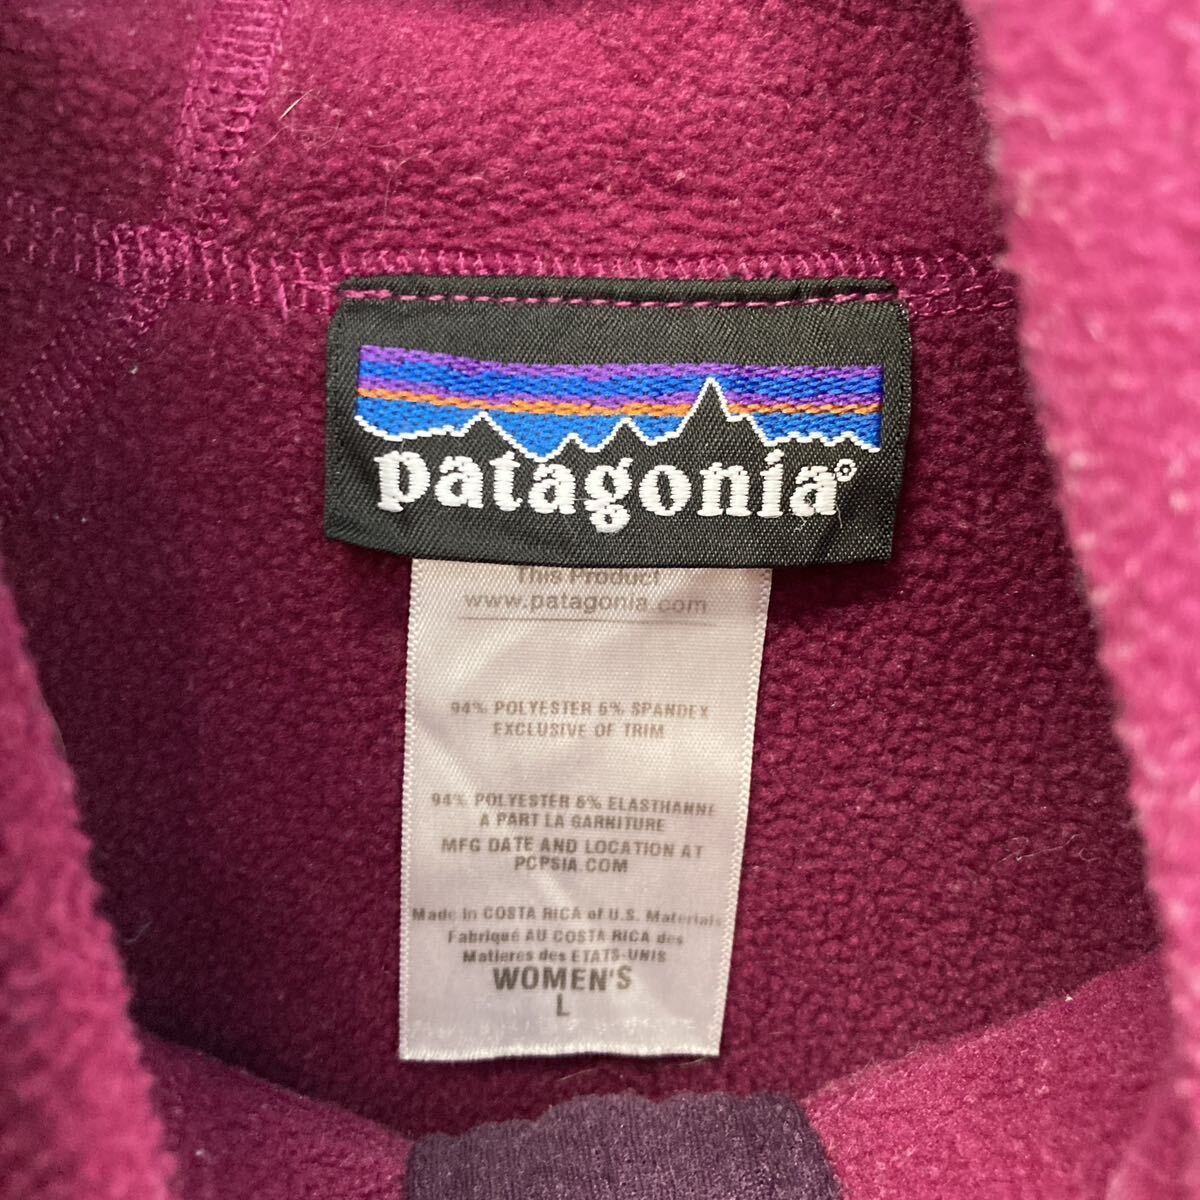 patagonia®
This Product
www.patagonia.com
94% POLYESTER 6% SPANDEX
EXCLUSIVE OF TRIM
94% POLYESTER 6% ELASTHANNE
A PART LA GARNITURE
MFG DATE AND LOCATION AT
PCPSIA.COM
Made in COSTA RICA of U.S. Materials
Fabriqué AU COSTA RICA des
Matieres des ETATS-UNIS
WOMEN'S
L